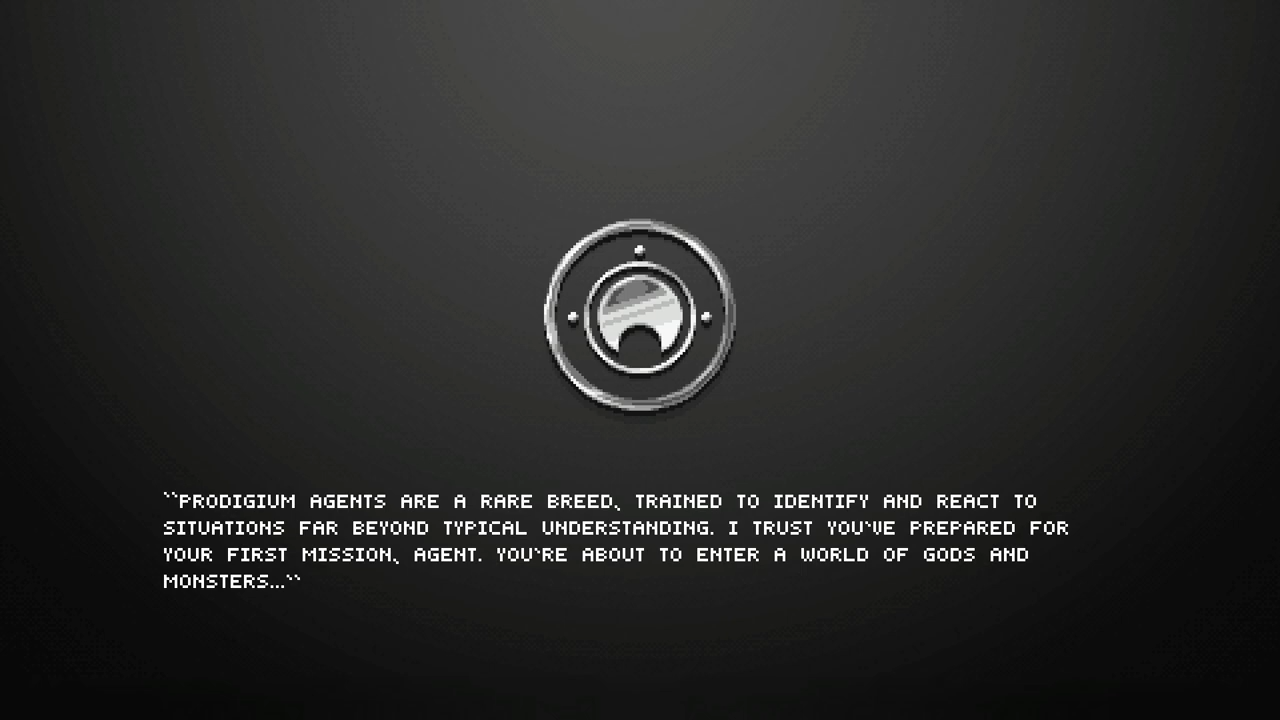 ``PRODIGIUM AGENTS ARE A RARE BREED, TRAINED TO IDENTIFY AND REACT TO
SITUATIONS FAR BEYOND TYPICAL UNDERSTANDING. I TRUST YOU`VE PREPARED FOR
YOUR FIRST MISSION, AGENT. YOU`RE ABOUT TO ENTER A WORLD OF GODS AND
MONSTERS...``